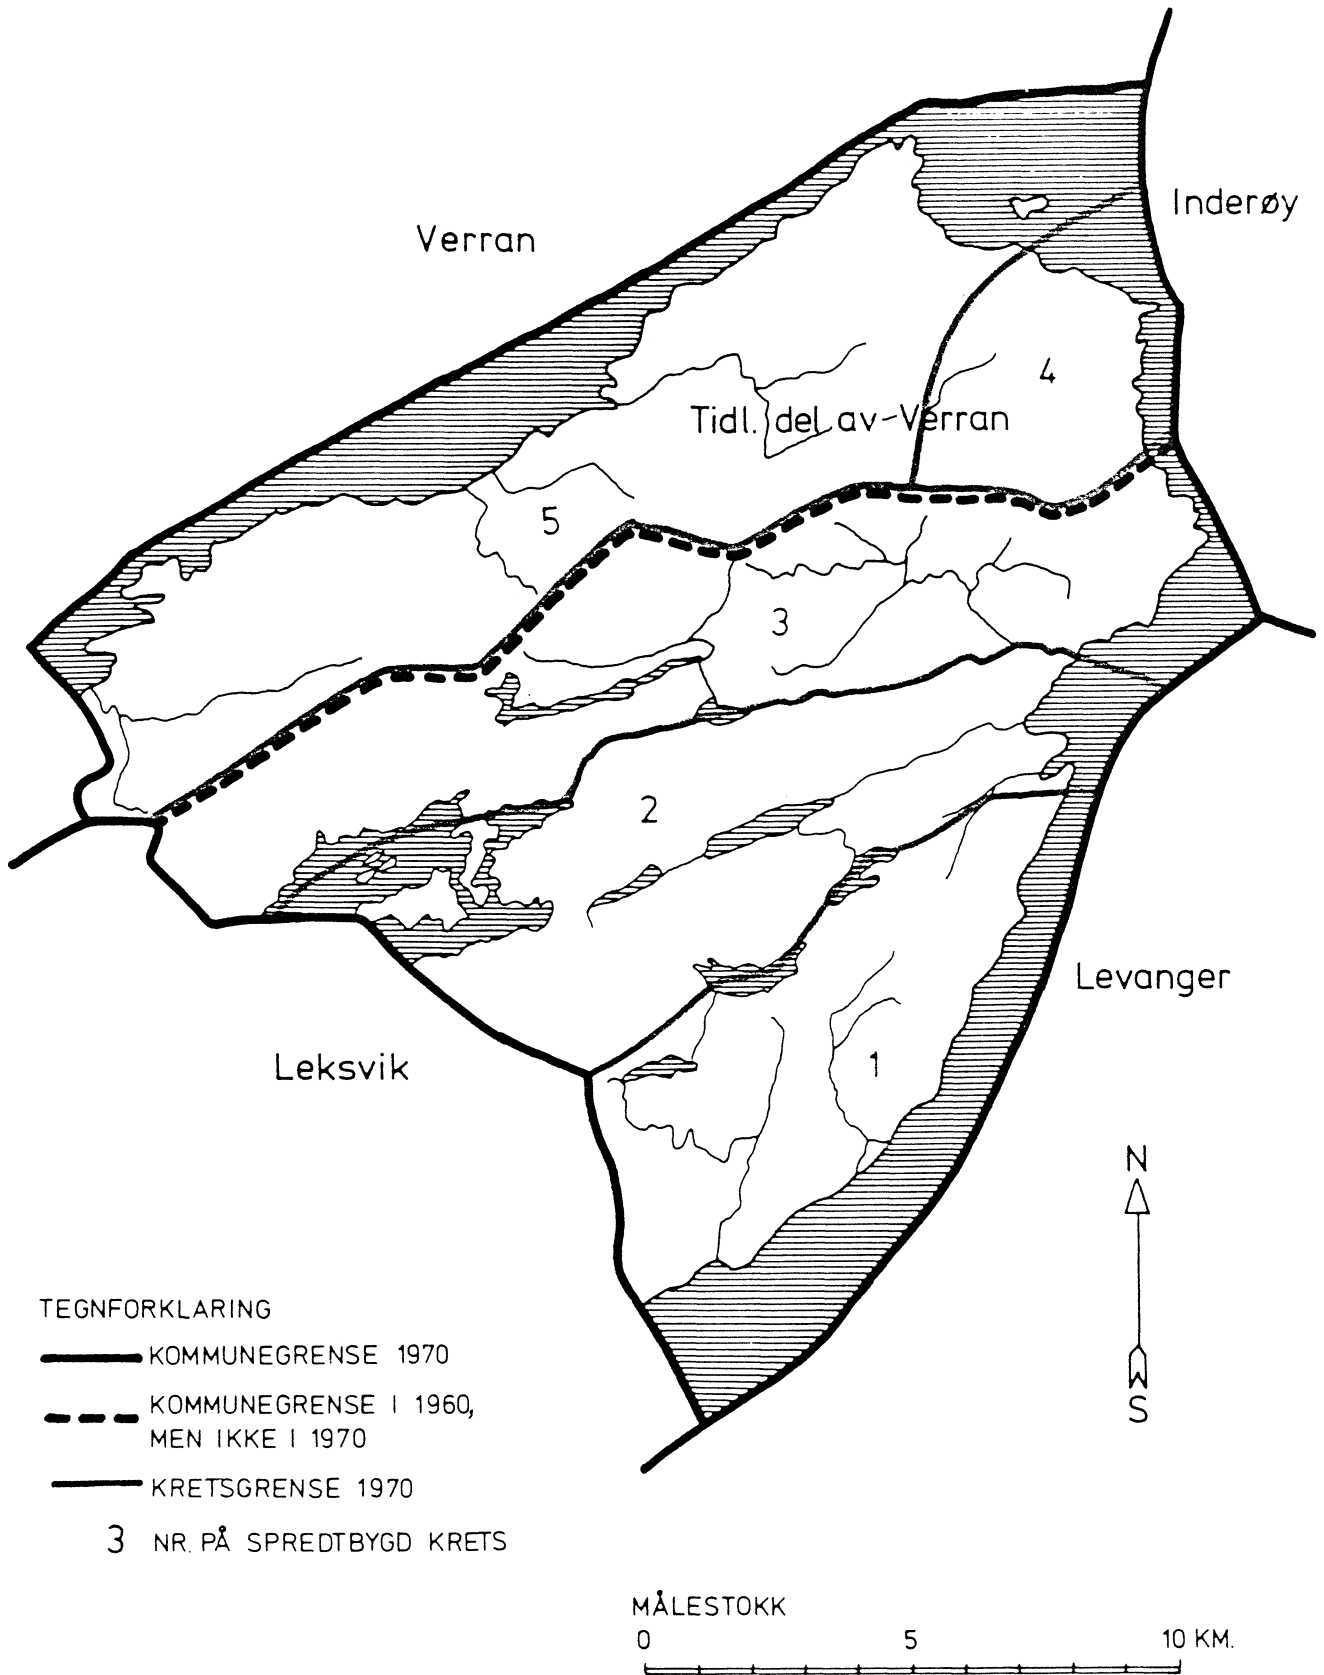 Inderøy
Verran
4
Tidl. del av Verran
5
3
2
Levanger
Leksvik
1
N
S
TEGNFORKLARING
KOMMUNEGRENSE 1970
KOMMUNEGRENSE I 1960,
MEN IKKE I 1970
KRETSGRENSE 1970
3 NR. PÅ SPREDTBYGD KRETS
MÅLESTOKK
0 5 10 KM.